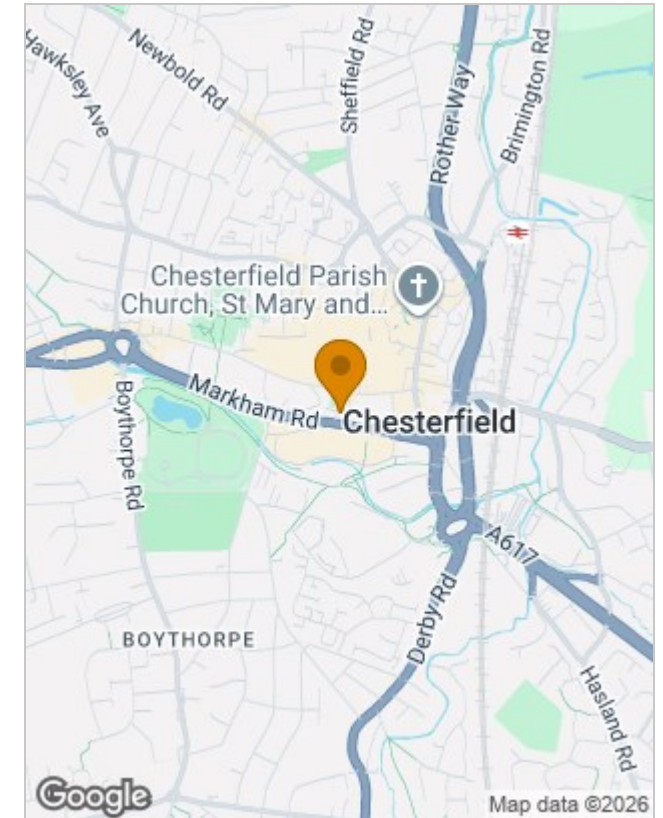 Hawksley Ave
Newbold Rd
Sheffield Rd
Rother Way
Brimington Rd
Chesterfield Parish
Church, St Mary and...
Markham Rd
Chesterfield
Boythorpe Rd
A617
BOYTHORPE
Derby Rd
Hasland Rd
Google
Map data ©2026